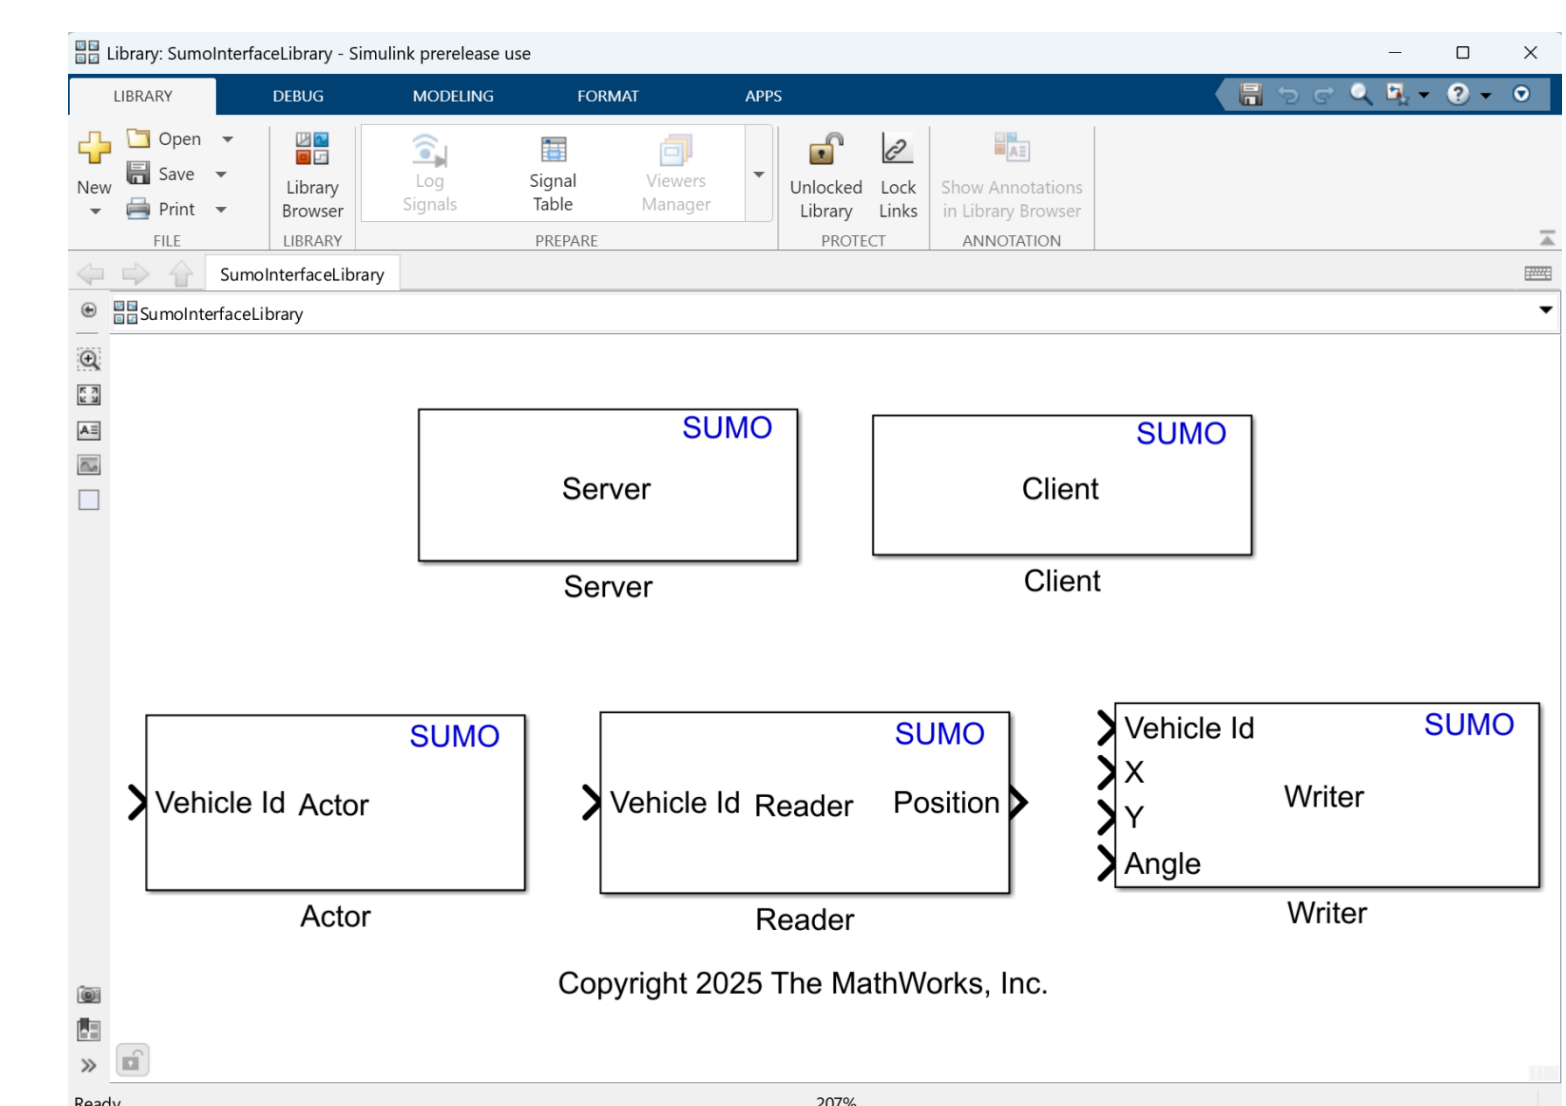 Library: SumoInterfaceLibrary - Simulink prerelease use
LIBRARY DEBUG MODELING FORMAT APPS
New
Open
Save
Print
FILE
Library Browser
LIBRARY
Log Signals
Signal Table
Viewers Manager
PREPARE
Unlocked Library
Lock Links
PROTECT
Show Annotations in Library Browser
ANNOTATION
SumoInterfaceLibrary
SumoInterfaceLibrary
SUMO
Server
Server
SUMO
Client
Client
SUMO
Vehicle Id Actor
Actor
SUMO
Vehicle Id Reader Position
Reader
Vehicle Id SUMO
X
Writer
Y
Angle
Writer
Copyright 2025 The MathWorks, Inc.
Ready 207%